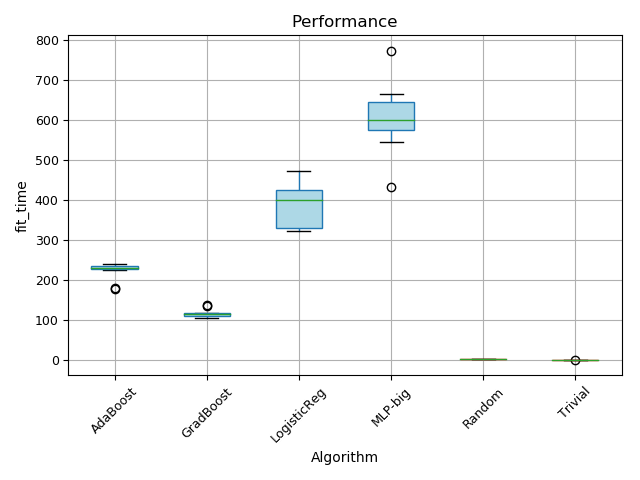 Performance
800
700
600
500
400
300
200
100
0
fit_time
AdaBoost
GradBoost
LogisticReg
MLP-big
Random
Trivial
Algorithm